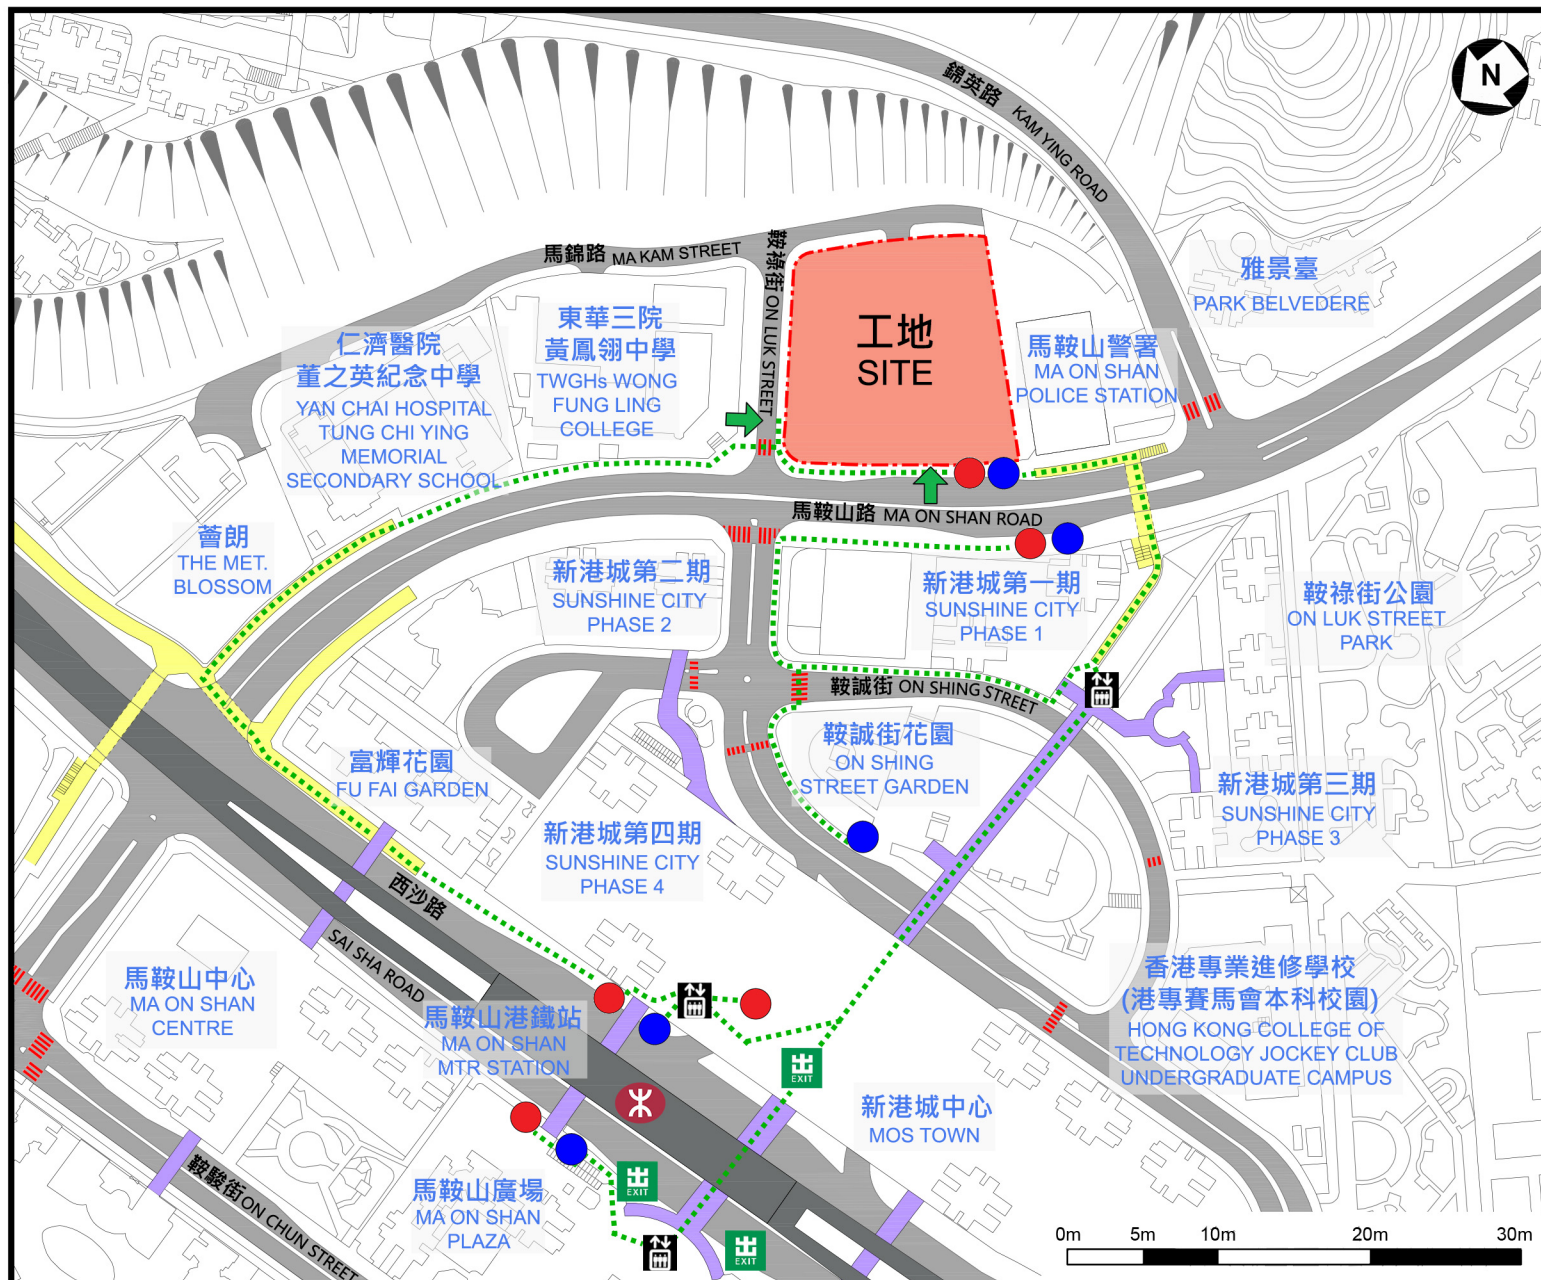 錦英路 KAM YING ROAD
N
馬錦路 MA KAM STREET
鞍祿街 ON LUK STREET
雅景臺
PARK BELVEDERE
工地
SITE
東華三院
黃鳳翎中學
TWGHs WONG
FUNG LING
COLLEGE
仁濟醫院
董之英紀念中學
YAN CHAI HOSPITAL
TUNG CHI YING
MEMORIAL
SECONDARY SCHOOL
馬鞍山警署
MA ON SHAN
POLICE STATION
馬鞍山路 MA ON SHAN ROAD
薈朗
THE MET.
BLOSSOM
新港城第二期
SUNSHINE CITY
PHASE 2
新港城第一期
SUNSHINE CITY
PHASE 1
鞍祿街公園
ON LUK STREET
PARK
鞍誠街 ON SHING STREET
富輝花園
FU FAI GARDEN
鞍誠街花園
ON SHING
STREET GARDEN
新港城第三期
SUNSHINE CITY
PHASE 3
新港城第四期
SUNSHINE CITY
PHASE 4
西沙路
SAI SHA ROAD
馬鞍山中心
MA ON SHAN
CENTRE
馬鞍山港鐵站
MA ON SHAN
MTR STATION
香港專業進修學校
(港專賽馬會本科校園)
HONG KONG COLLEGE OF
TECHNOLOGY JOCKEY CLUB
UNDERGRADUATE CAMPUS
出
EXIT
新港城中心
MOS TOWN
出
EXIT
馬鞍山廣場
MA ON SHAN
PLAZA
鞍駿街 ON CHUN STREET
出
EXIT
0m 5m 10m 20m 30m